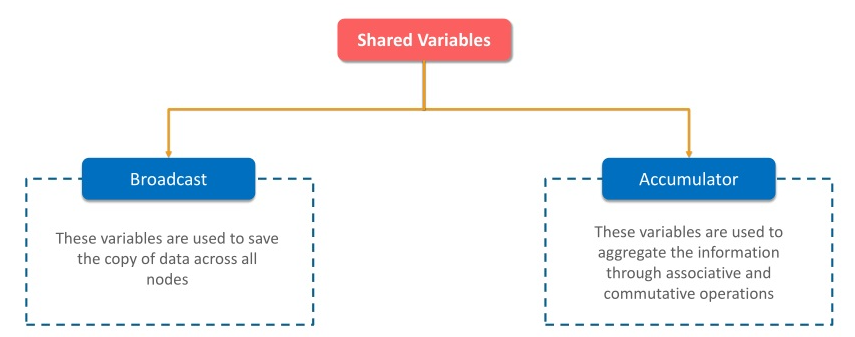 Shared Variables
Broadcast
These variables are used to save
the copy of data across all
nodes
Accumulator
These variables are used to
aggregate the information
through associative and
commutative operations